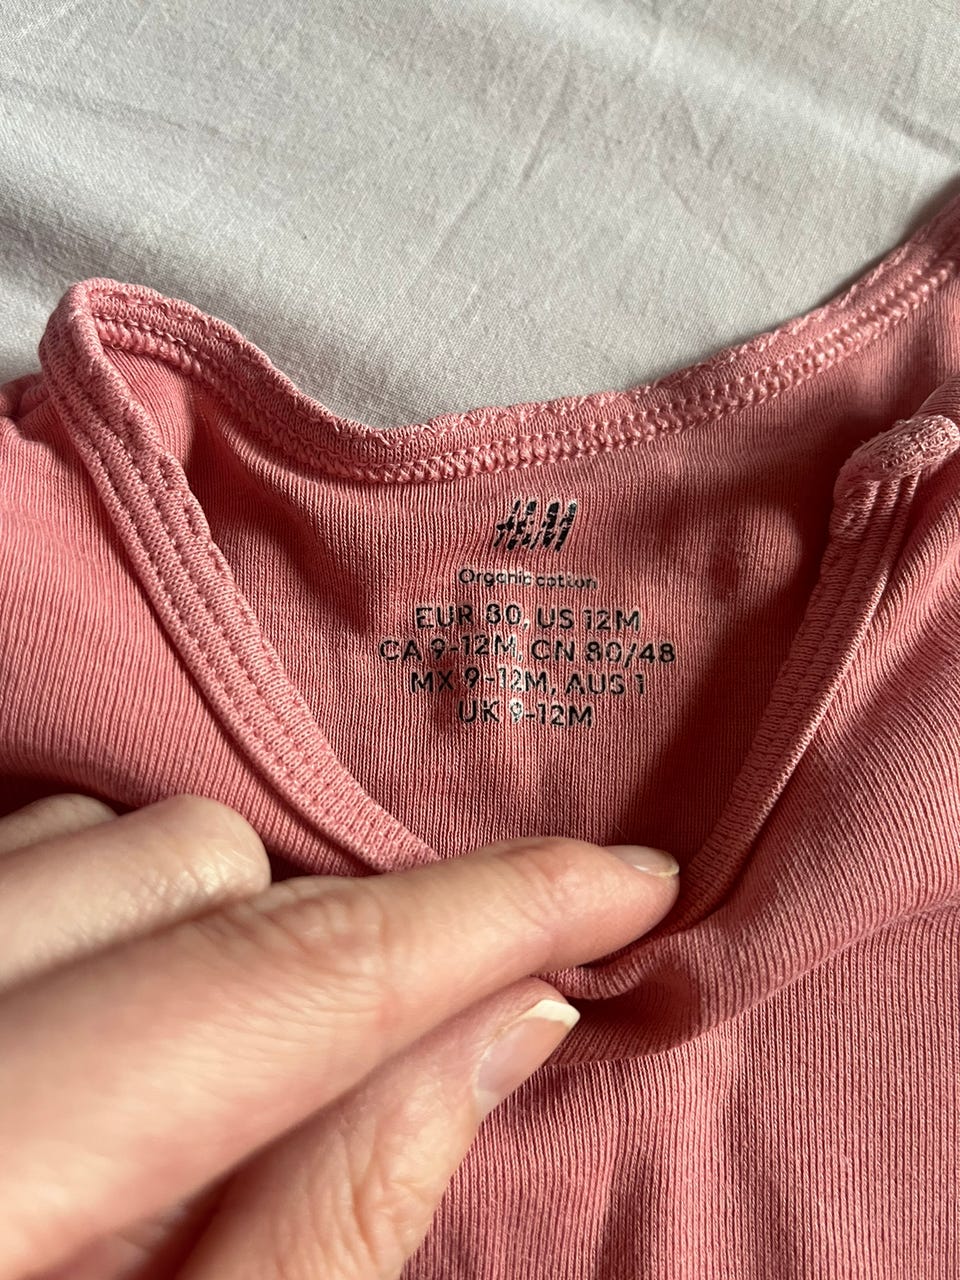 H&M
Organic cotton
EUR 80, US 12M
CA 9-12M, CN 80/48
MX 9-12M, AUS 1
UK 9-12M